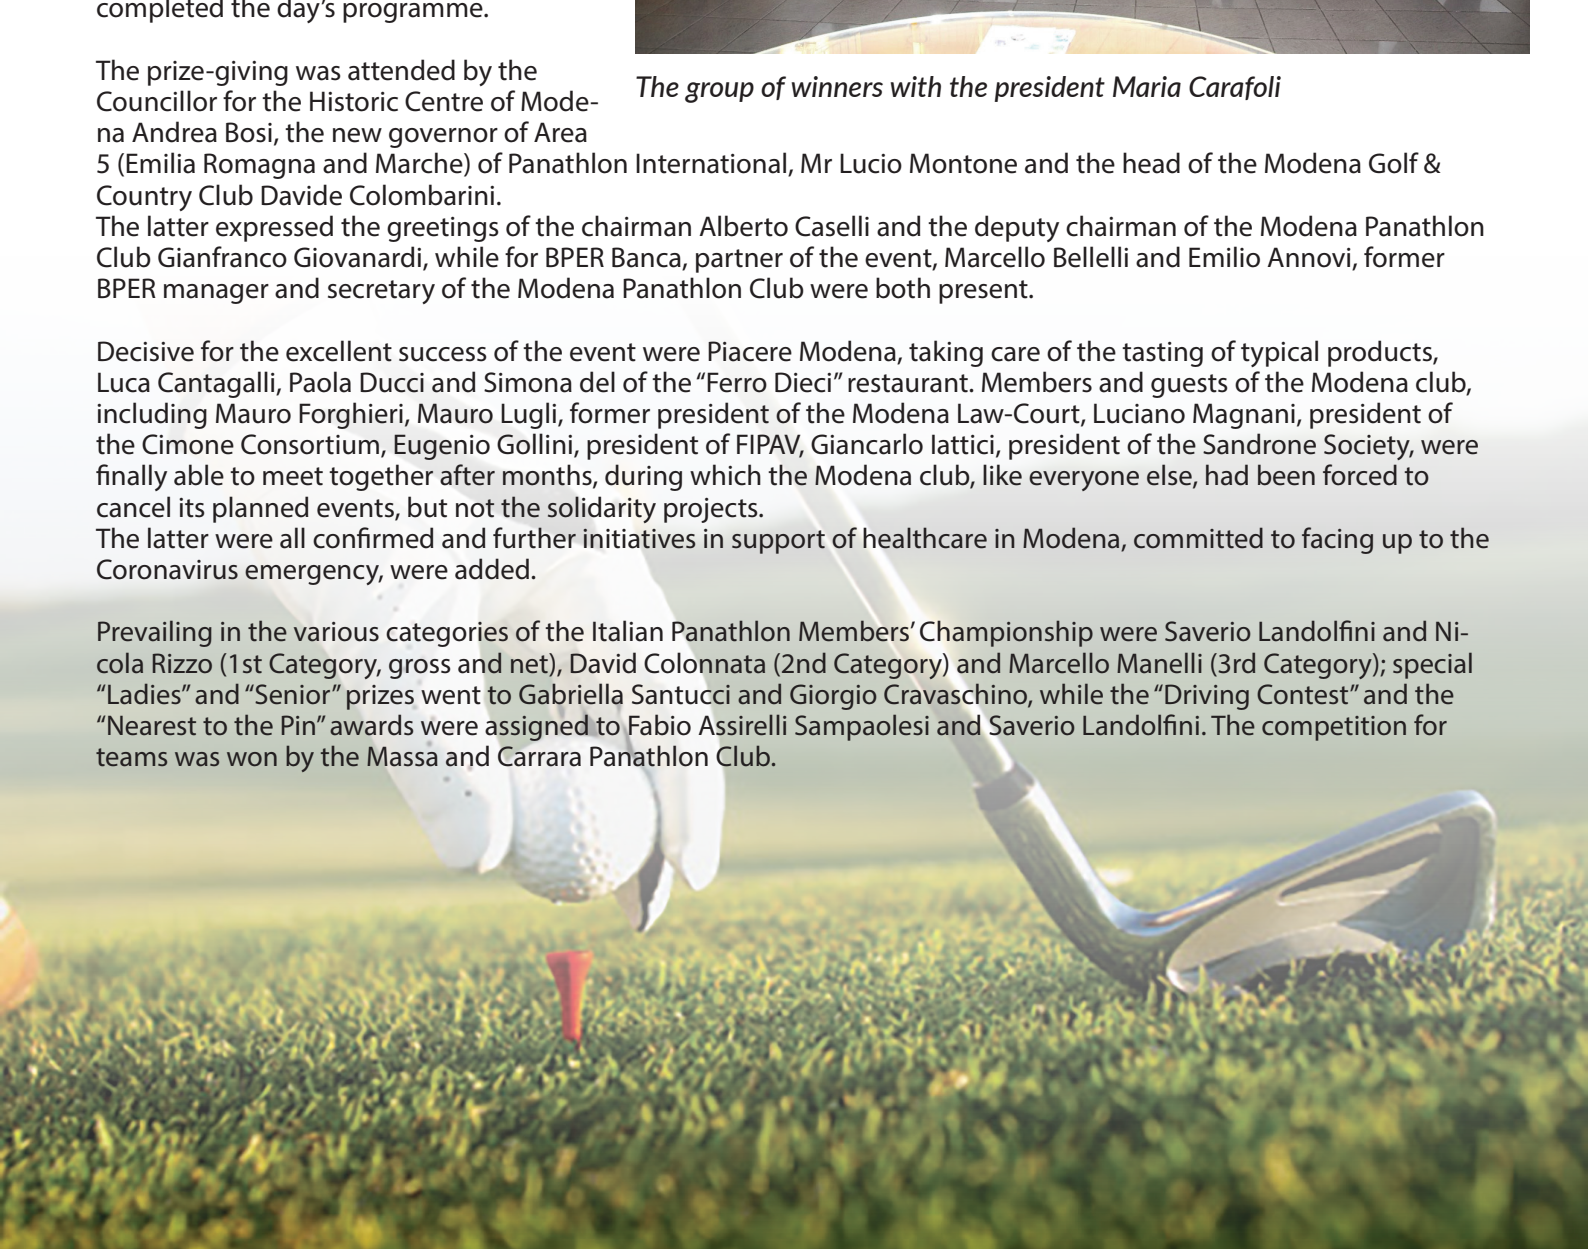 completed the day’s programme.
The prize-giving was attended by the
Councillor for the Historic Centre of Mode-
na Andrea Bosi, the new governor of Area
The group of winners with the president Maria Carafoli
5 (Emilia Romagna and Marche) of Panathlon International, Mr Lucio Montone and the head of the Modena Golf &
Country Club Davide Colombarini.
The latter expressed the greetings of the chairman Alberto Caselli and the deputy chairman of the Modena Panathlon
Club Gianfranco Giovanardi, while for BPER Banca, partner of the event, Marcello Bellelli and Emilio Annovi, former
BPER manager and secretary of the Modena Panathlon Club were both present.
Decisive for the excellent success of the event were Piacere Modena, taking care of the tasting of typical products,
Luca Cantagalli, Paola Ducci and Simona del of the “Ferro Dieci” restaurant. Members and guests of the Modena club,
including Mauro Forghieri, Mauro Lugli, former president of the Modena Law-Court, Luciano Magnani, president of
the Cimone Consortium, Eugenio Gollini, president of FIPAV, Giancarlo Iattici, president of the Sandrone Society, were
finally able to meet together after months, during which the Modena club, like everyone else, had been forced to
cancel its planned events, but not the solidarity projects.
The latter were all confirmed and further initiatives in support of healthcare in Modena, committed to facing up to the
Coronavirus emergency, were added.
Prevailing in the various categories of the Italian Panathlon Members’ Championship were Saverio Landolfini and Ni-
cola Rizzo (1st Category, gross and net), David Colonnata (2nd Category) and Marcello Manelli (3rd Category); special
“Ladies” and “Senior” prizes went to Gabriella Santucci and Giorgio Cravaschino, while the “Driving Contest” and the
“Nearest to the Pin” awards were assigned to Fabio Assirelli Sampaolesi and Saverio Landolfini. The competition for
teams was won by the Massa and Carrara Panathlon Club.